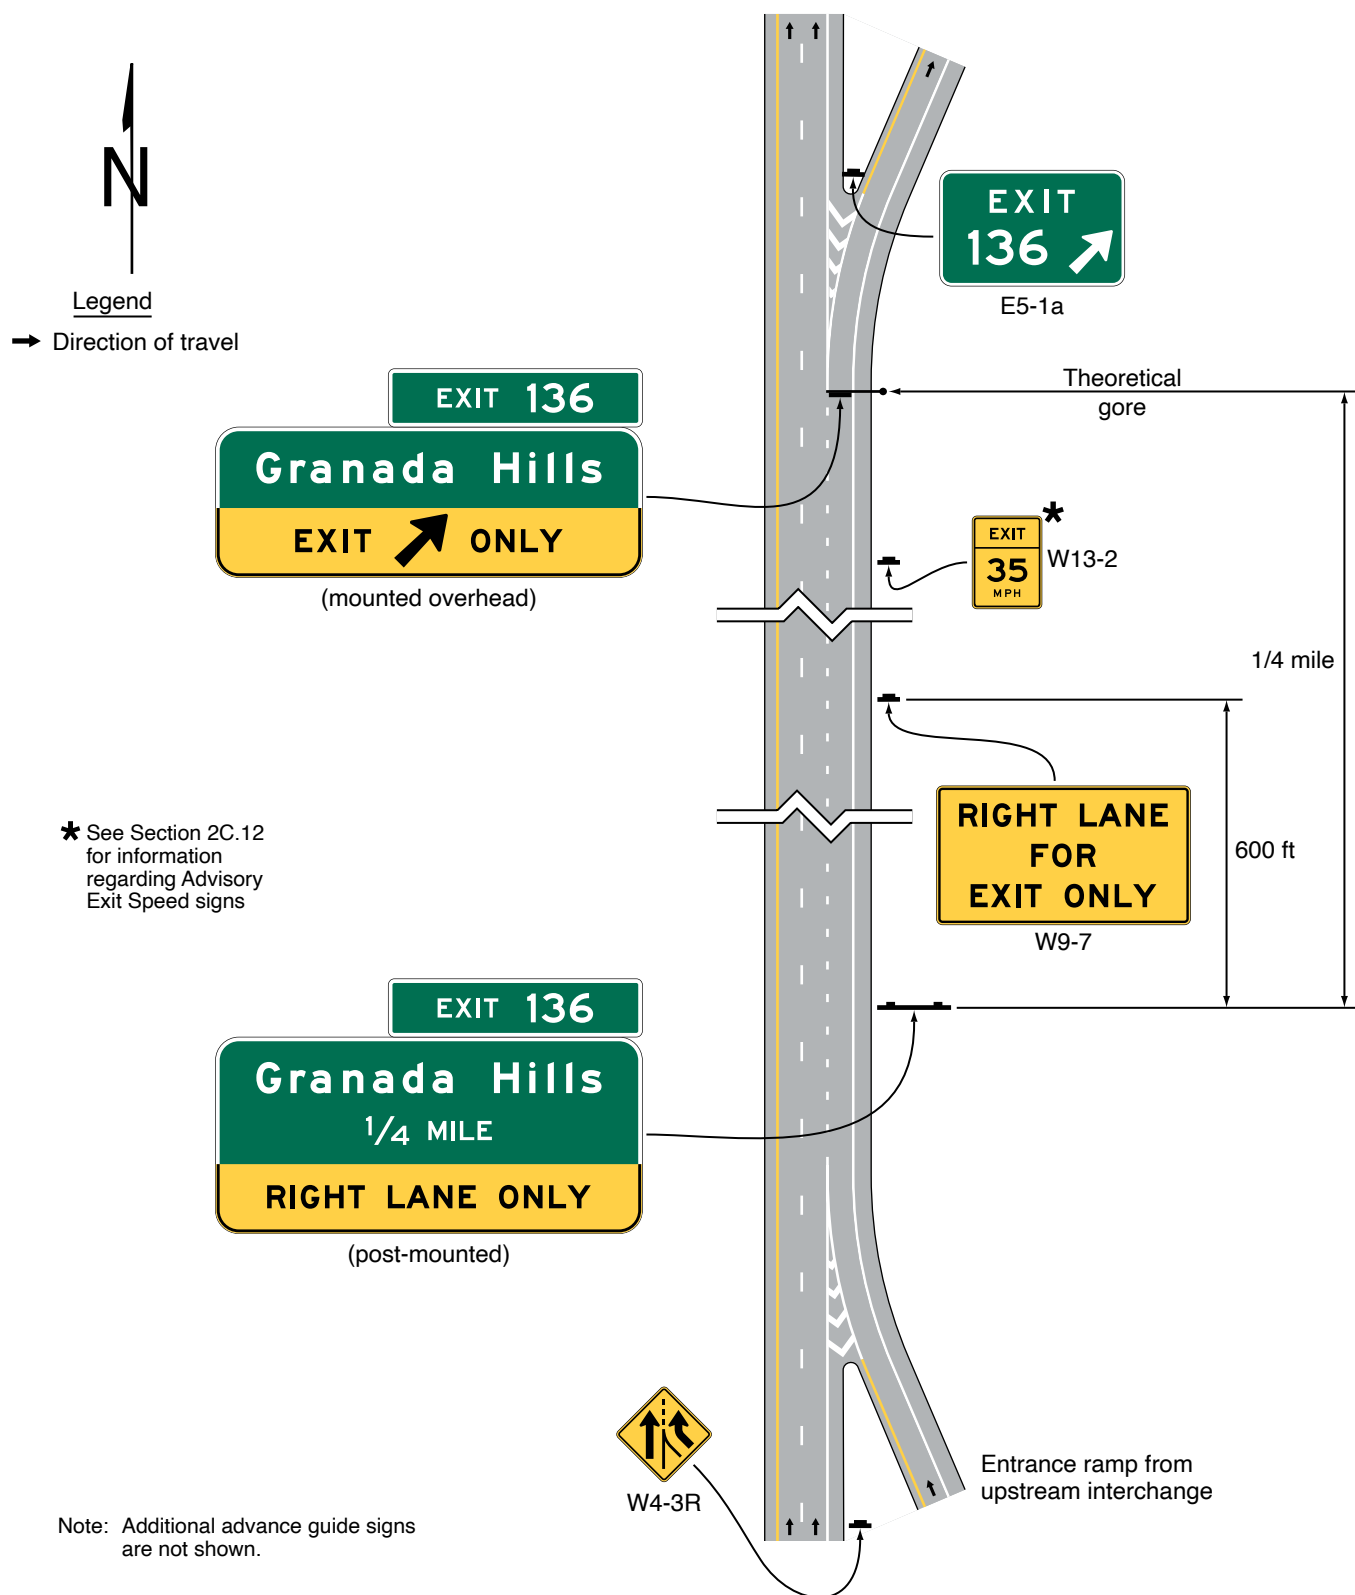 N
Legend
Direction of travel
EXIT
136
E5-1a
Theoretical
gore
EXIT 136
Granada Hills
EXIT ONLY
(mounted overhead)
*
EXIT
35
MPH
W13-2
1/4 mile
RIGHT LANE
FOR
EXIT ONLY
W9-7
600 ft
* See Section 2C.12
for information
regarding Advisory
Exit Speed signs
EXIT 136
Granada Hills
1/4 MILE
RIGHT LANE ONLY
(post-mounted)
W4-3R
Entrance ramp from
upstream interchange
Note: Additional advance guide signs
are not shown.